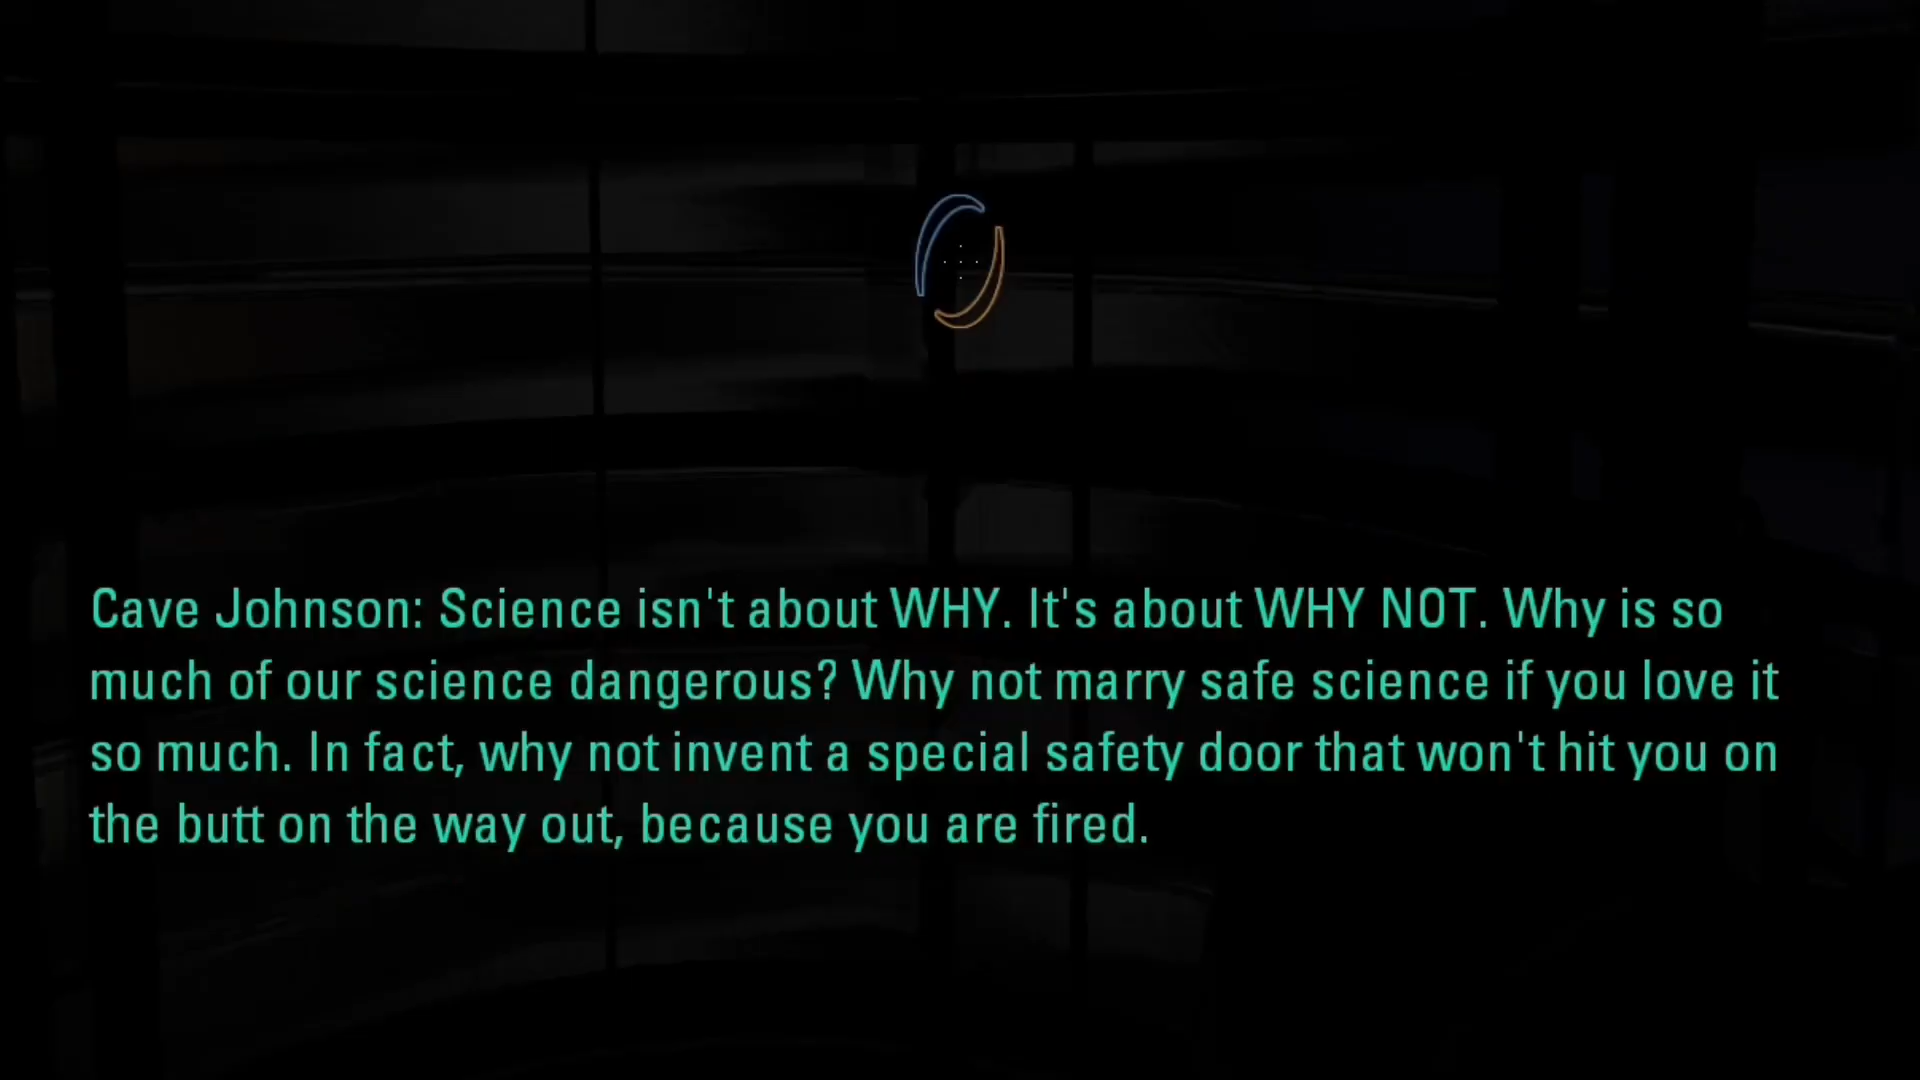 Cave Johnson: Science isn't about WHY. It's about WHY NOT. Why is so
much of our science dangerous? Why not marry safe science if you love it
so much. In fact, why not invent a special safety door that won't hit you on
the butt on the way out, because you are fired.